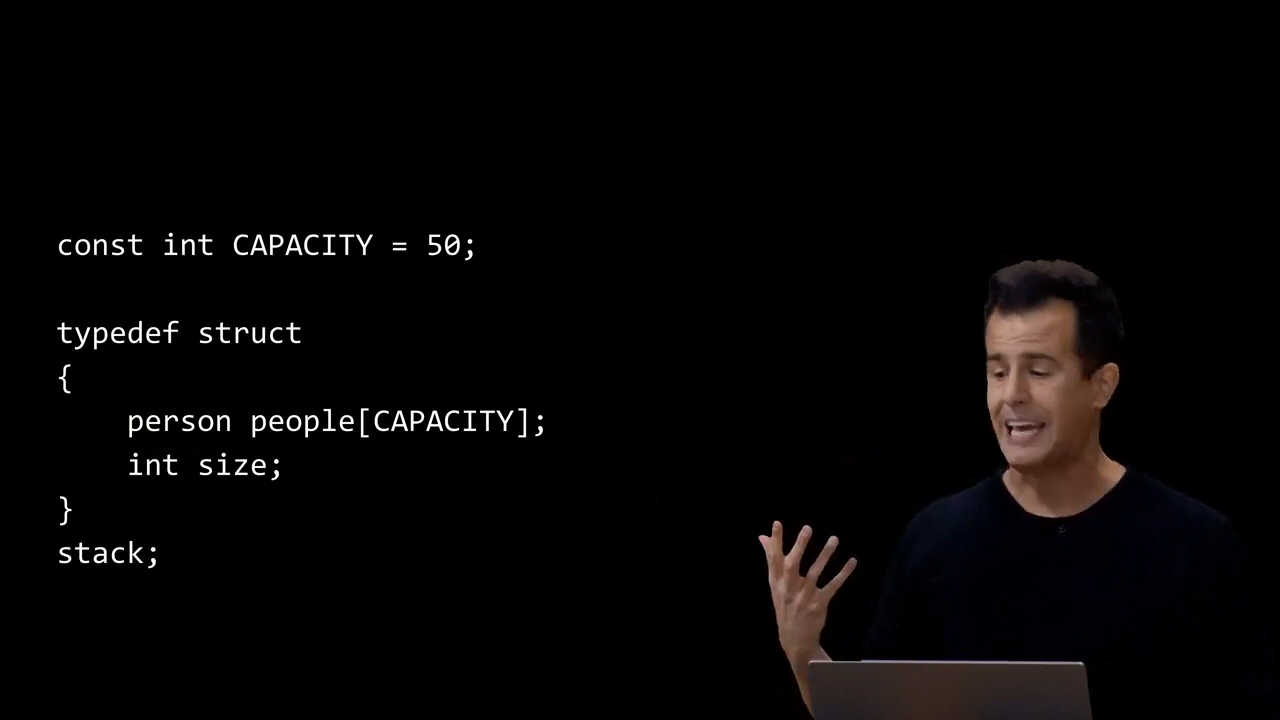 const int CAPACITY = 50;
typedef struct
{
    person people[CAPACITY];
    int size;
}
stack;